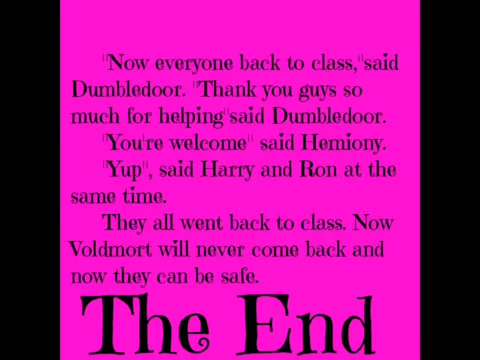 "Now everyone back to class,"said
Dumbledoor. "Thank you guys so
much for helping"said Dumbledoor.
"You're welcome" said Hemiony.
"Yup", said Harry and Ron at the
same time.
They all went back to class. Now
Voldmort will never come back and
now they can be safe.
The End